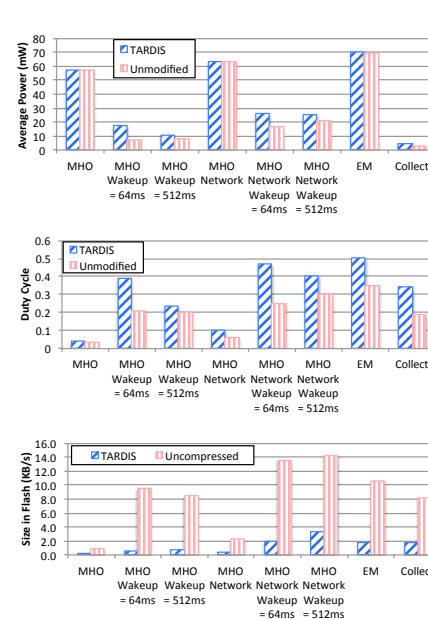 Average Power (mW)
80
70
60
50
40
30
20
10
0
TARDIS
Unmodified
MHO MHO MHO MHO MHO MHO EM Collect
Wakeup Wakeup Network Network Network
= 64ms = 512ms Wakeup Wakeup
= 64ms = 512ms
Duty Cycle
0.6
0.5
0.4
0.3
0.2
0.1
0
TARDIS
Unmodified
MHO MHO MHO MHO MHO MHO EM Collect
Wakeup Wakeup Network Network Network
= 64ms = 512ms Wakeup Wakeup
= 64ms = 512ms
Size in Flash (KB/s)
16.0
14.0
12.0
10.0
8.0
6.0
4.0
2.0
0.0
TARDIS Uncompressed
MHO MHO MHO MHO MHO MHO EM Collec
Wakeup Wakeup Network Network Network
= 64ms = 512ms Wakeup Wakeup
= 64ms = 512ms